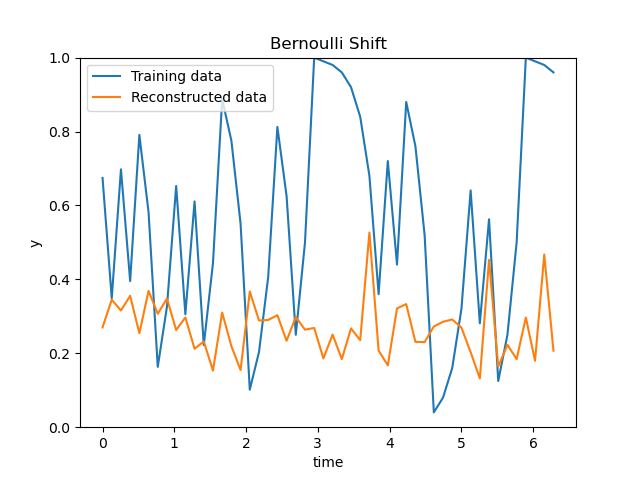 Bernoulli Shift
Training data
Reconstructed data
1.0
0.8
0.6
0.4
0.2
0.0
y
0 1 2 3 4 5 6
time